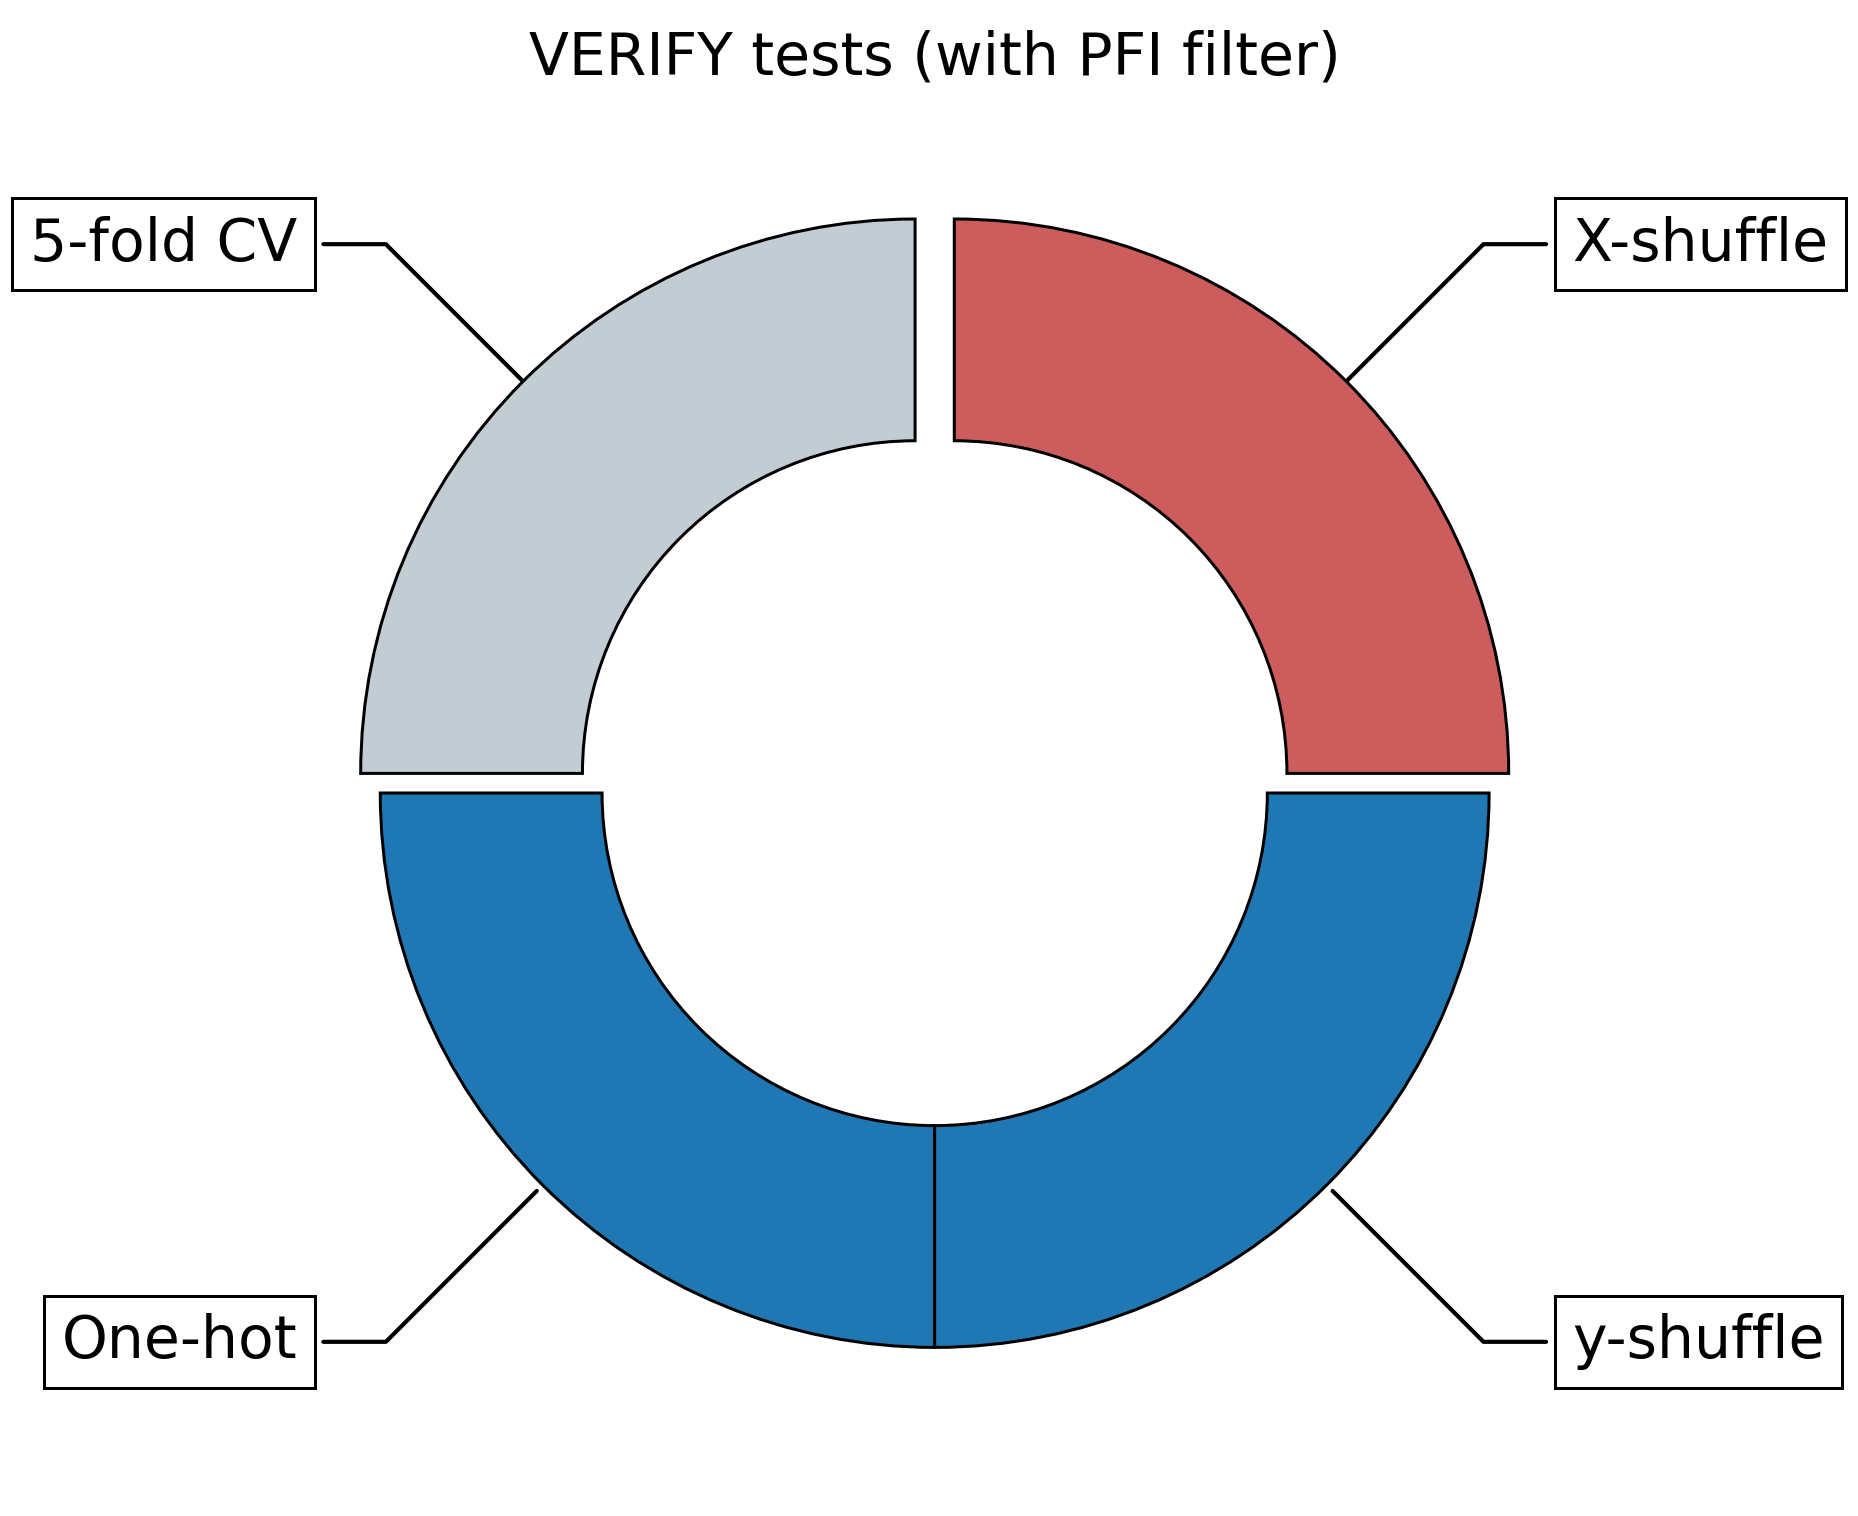 VERIFY tests (with PFI filter)
5-fold CV
X-shuffle
One-hot
y-shuffle